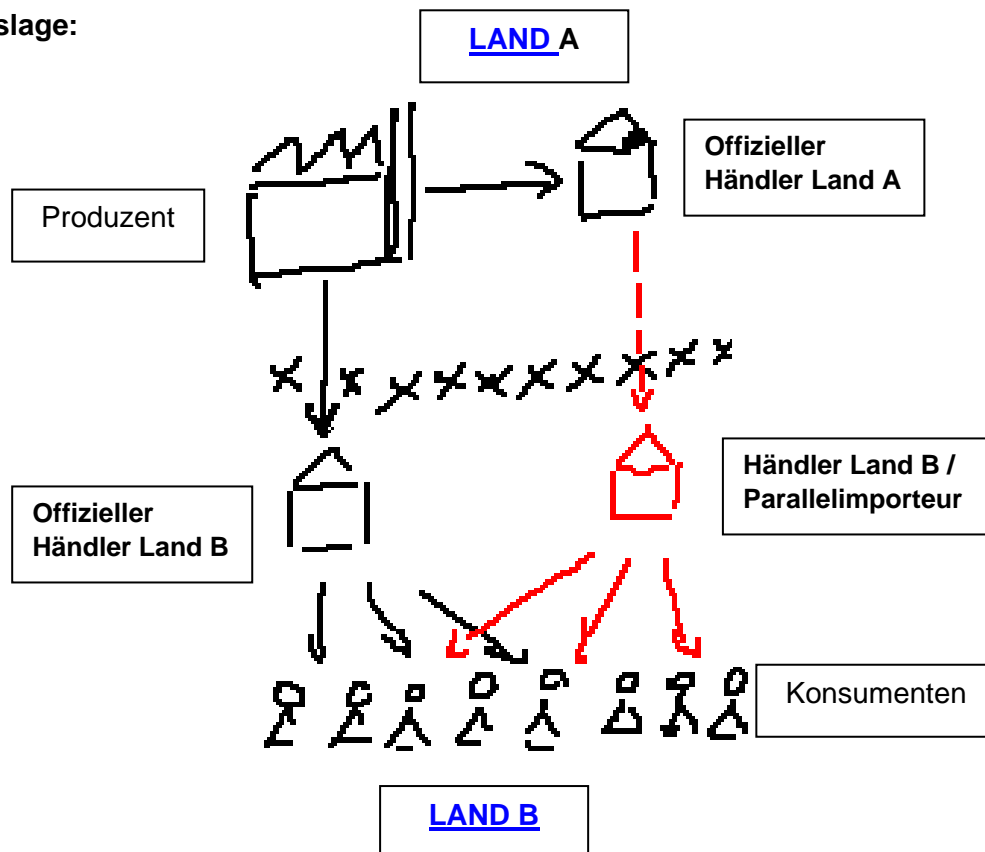 slage:
LAND A
Offizieller
Händler Land A
Produzent
Händler Land B /
Parallelimporteur
Offizieller
Händler Land B
Konsumenten
LAND B